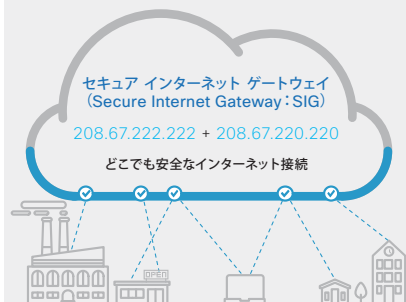 セキュア インターネット ゲートウェイ
(Secure Internet Gateway:SIG)
208.67.222.222 + 208.67.220.220
どこでも安全なインターネット接続
OPEN